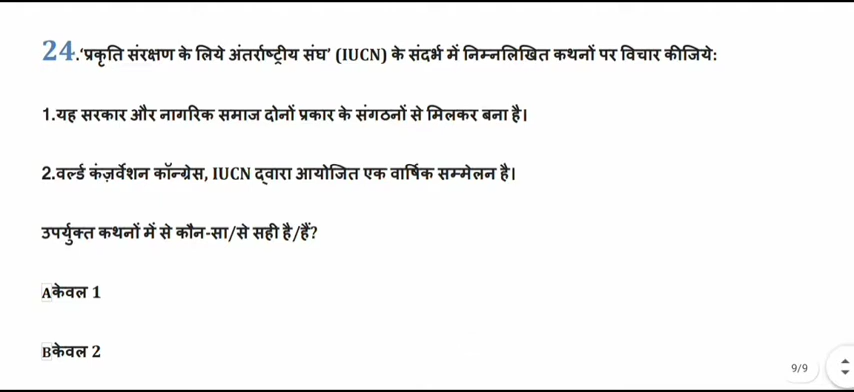 24.‘प्रकृति संरक्षण के लिये अंतर्राष्ट्रीय संघ’ (IUCN) के संदर्भ में निम्नलिखित कथनों पर विचार कीजिये:
1.यह सरकार और नागरिक समाज दोनों प्रकार के संगठनों से मिलकर बना है।
2.वर्ल्ड कंज़र्वेशन कॉन्ग्रेस, IUCN द्वारा आयोजित एक वार्षिक सम्मेलन है।
उपर्युक्त कथनों में से कौन-सा/से सही है/हैं?
Aकेवल 1
Bकेवल 2
9/9